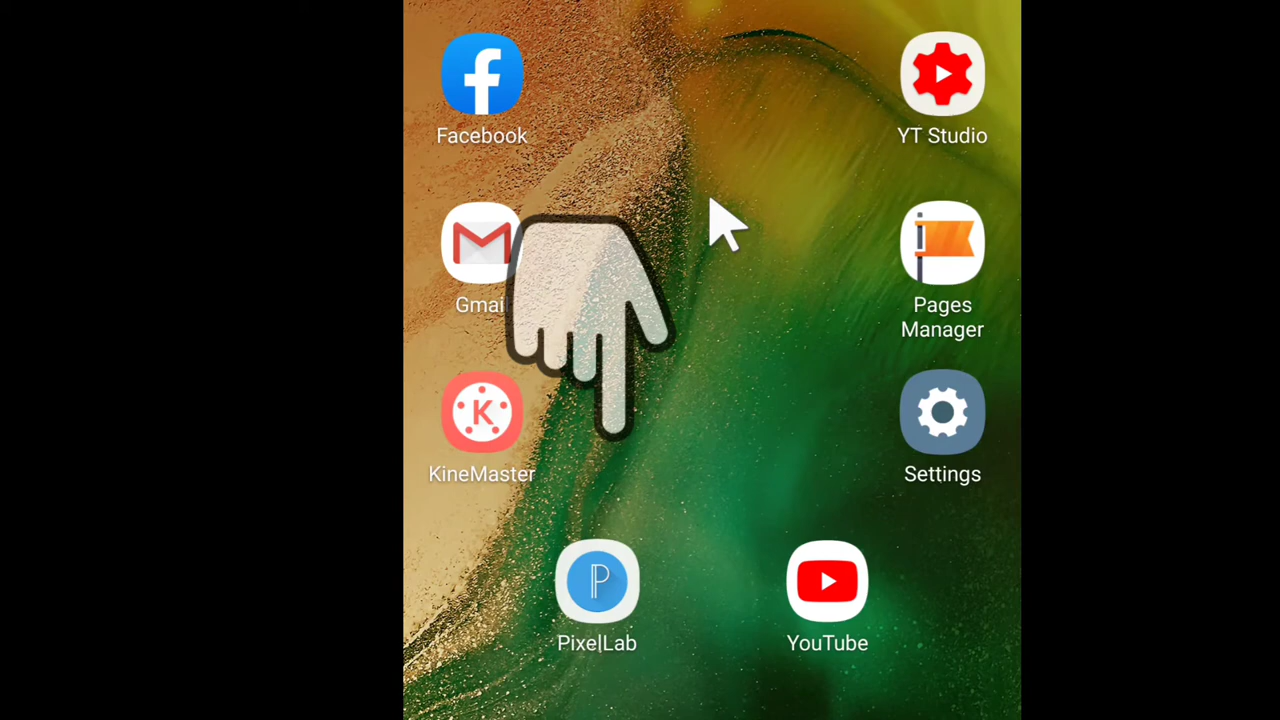 Facebook
YT Studio
Gmail
Pages
Manager
K
KineMaster
Settings
P
PixelLab
YouTube